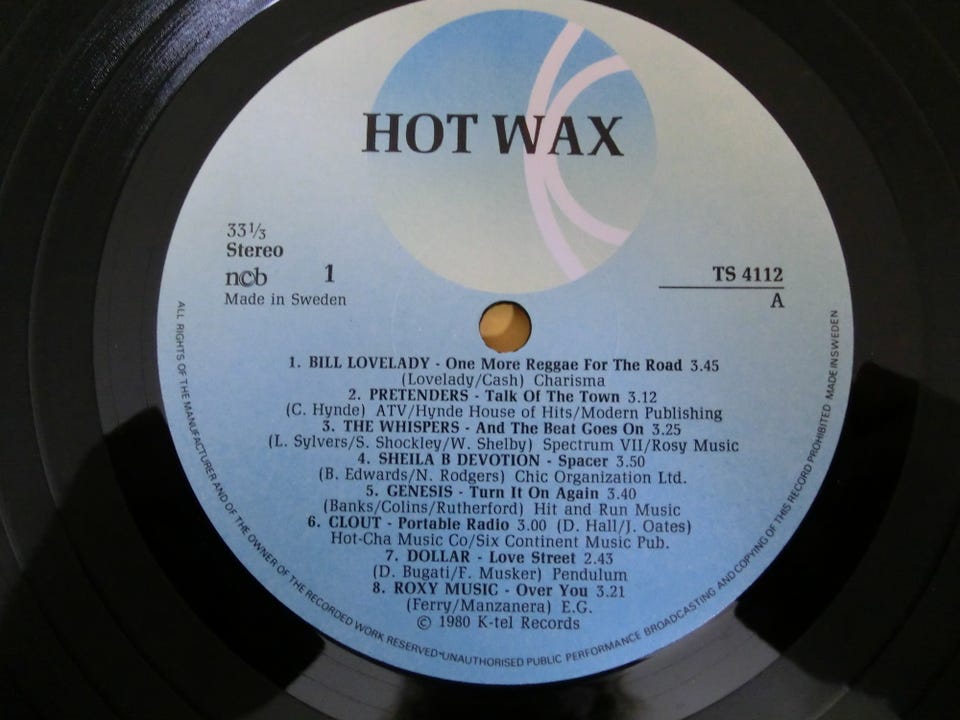 HOT WAX
33⅓
Stereo
ncb 1
Made in Sweden
TS 4112
A
1. BILL LOVELADY - One More Reggae For The Road 3.45
(Lovelady/Cash) Charisma
2. PRETENDERS - Talk Of The Town 3.12
(C. Hynde) ATV/Hynde House of Hits/Modern Publishing
3. THE WHISPERS - And The Beat Goes On 3.25
(L. Sylvers/S. Shockley/W. Shelby) Spectrum VII/Rosy Music
4. SHEILA B DEVOTION - Spacer 3.50
(B. Edwards/N. Rodgers) Chic Organization Ltd.
5. GENESIS - Turn It On Again 3.40
(Banks/Colins/Rutherford) Hit and Run Music
6. CLOUT - Portable Radio 3.00 (D. Hall/J. Oates)
Hot-Cha Music Co/Six Continent Music Pub.
7. DOLLAR - Love Street 2.43
(D. Bugati/F. Musker) Pendulum
8. ROXY MUSIC - Over You 3.21
(Ferry/Manzanera) E.G.
© 1980 K-tel Records
ALL RIGHTS OF THE MANUFACTURER AND OF THE OWNER OF THE RECORDED WORK RESERVED•UNAUTHORISED PUBLIC PERFORMANCE BROADCASTING AND COPYING OF THIS RECORD PROHIBITED MADE IN SWEDEN